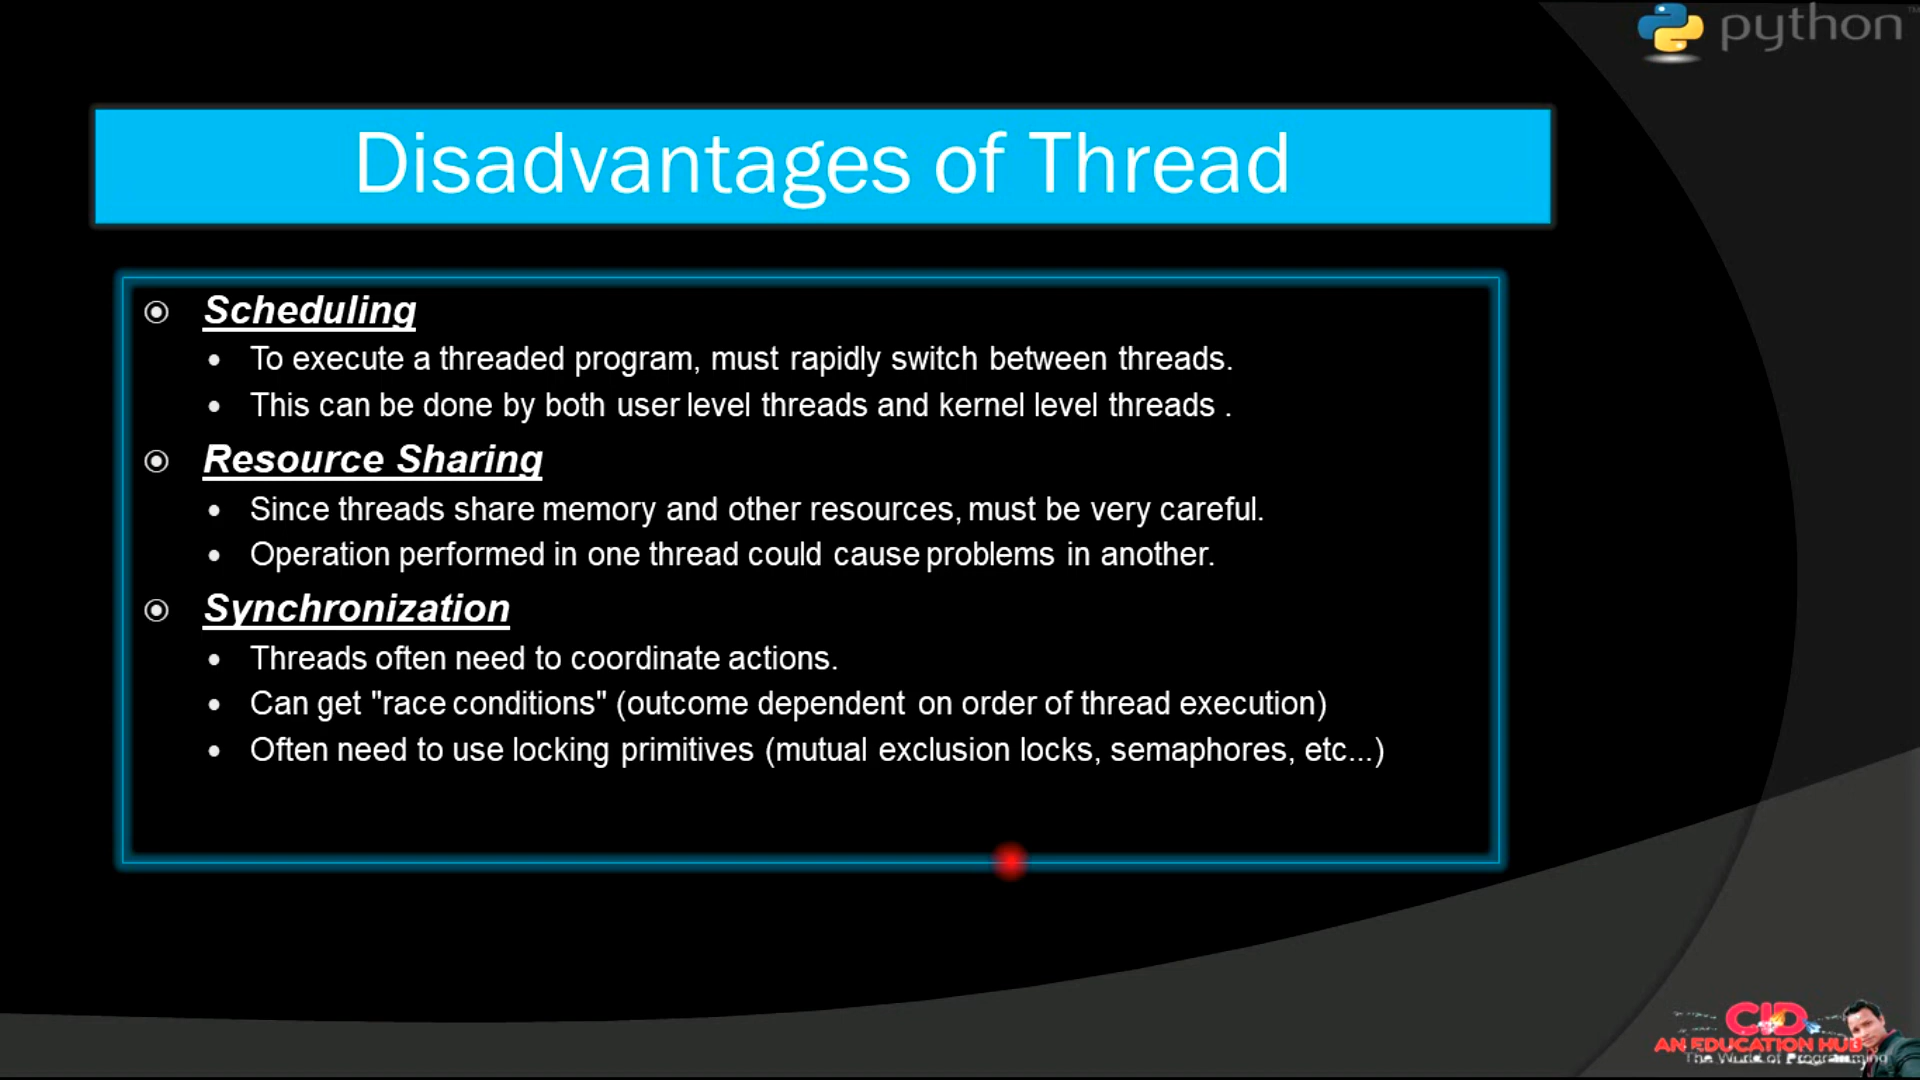 python
Disadvantages of Thread
Scheduling
To execute a threaded program, must rapidly switch between threads.
This can be done by both user level threads and kernel level threads .
Resource Sharing
Since threads share memory and other resources, must be very careful.
Operation performed in one thread could cause problems in another.
Synchronization
Threads often need to coordinate actions.
Can get "race conditions" (outcome dependent on order of thread execution)
Often need to use locking primitives (mutual exclusion locks, semaphores, etc...)
CID
AN EDUCATION HUB
The World of Programming